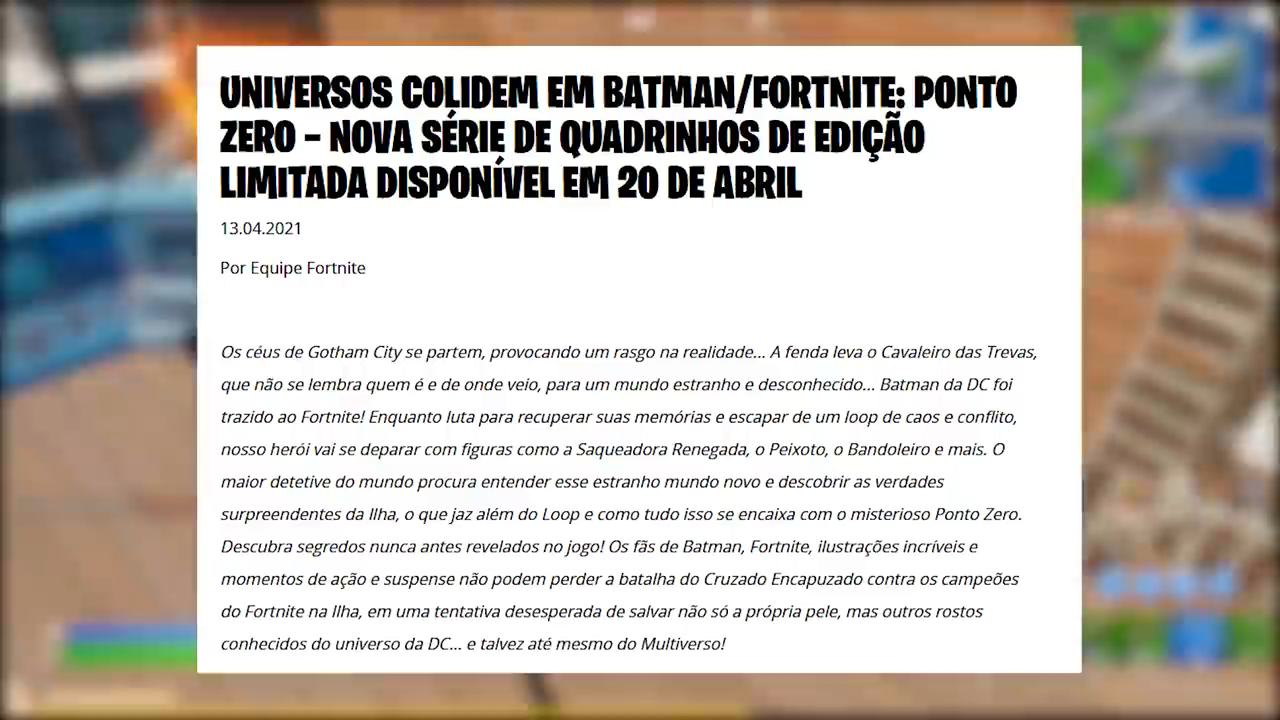 UNIVERSOS COLIDEM EM BATMAN/FORTNITE: PONTO
ZERO – NOVA SÉRIE DE QUADRINHOS DE EDIÇÃO
LIMITADA DISPONÍVEL EM 20 DE ABRIL
13.04.2021
Por Equipe Fortnite
Os céus de Gotham City se partem, provocando um rasgo na realidade... A fenda leva o Cavaleiro das Trevas,
que não se lembra quem é e de onde veio, para um mundo estranho e desconhecido... Batman da DC foi
trazido ao Fortnite! Enquanto luta para recuperar suas memórias e escapar de um loop de caos e conflito,
nosso herói vai se deparar com figuras como a Saqueadora Renegada, o Peixoto, o Bandoleiro e mais. O
maior detetive do mundo procura entender esse estranho mundo novo e descobrir as verdades
surpreendentes da Ilha, o que jaz além do Loop e como tudo isso se encaixa com o misterioso Ponto Zero.
Descubra segredos nunca antes revelados no jogo! Os fãs de Batman, Fortnite, ilustrações incríveis e
momentos de ação e suspense não podem perder a batalha do Cruzado Encapuzado contra os campeões
do Fortnite na Ilha, em uma tentativa desesperada de salvar não só a própria pele, mas outros rostos
conhecidos do universo da DC... e talvez até mesmo do Multiverso!